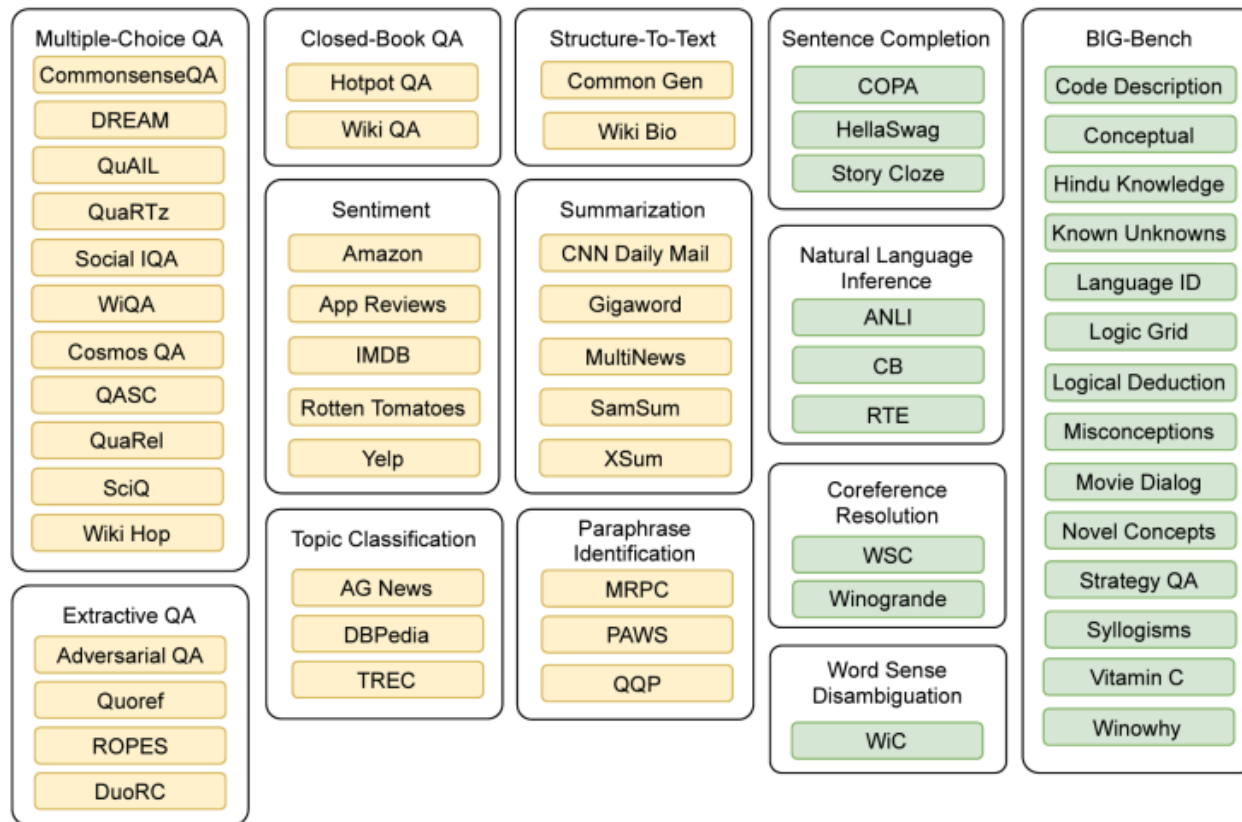 Multiple-Choice QA
CommonsenseQA
DREAM
QuAIL
QuaRTz
Social IQA
WiQA
Cosmos QA
QASC
QuaRel
SciQ
Wiki Hop
Extractive QA
Adversarial QA
Quoref
ROPES
DuoRC
Closed-Book QA
Hotpot QA
Wiki QA
Sentiment
Amazon
App Reviews
IMDB
Rotten Tomatoes
Yelp
Topic Classification
AG News
DBPedia
TREC
Structure-To-Text
Common Gen
Wiki Bio
Summarization
CNN Daily Mail
Gigaword
MultiNews
SamSum
XSum
Paraphrase
Identification
MRPC
PAWS
QQP
Sentence Completion
COPA
HellaSwag
Story Cloze
Natural Language
Inference
ANLI
CB
RTE
Coreference
Resolution
WSC
Winogrande
Word Sense
Disambiguation
WiC
BIG-Bench
Code Description
Conceptual
Hindu Knowledge
Known Unknowns
Language ID
Logic Grid
Logical Deduction
Misconceptions
Movie Dialog
Novel Concepts
Strategy QA
Syllogisms
Vitamin C
Winowhy